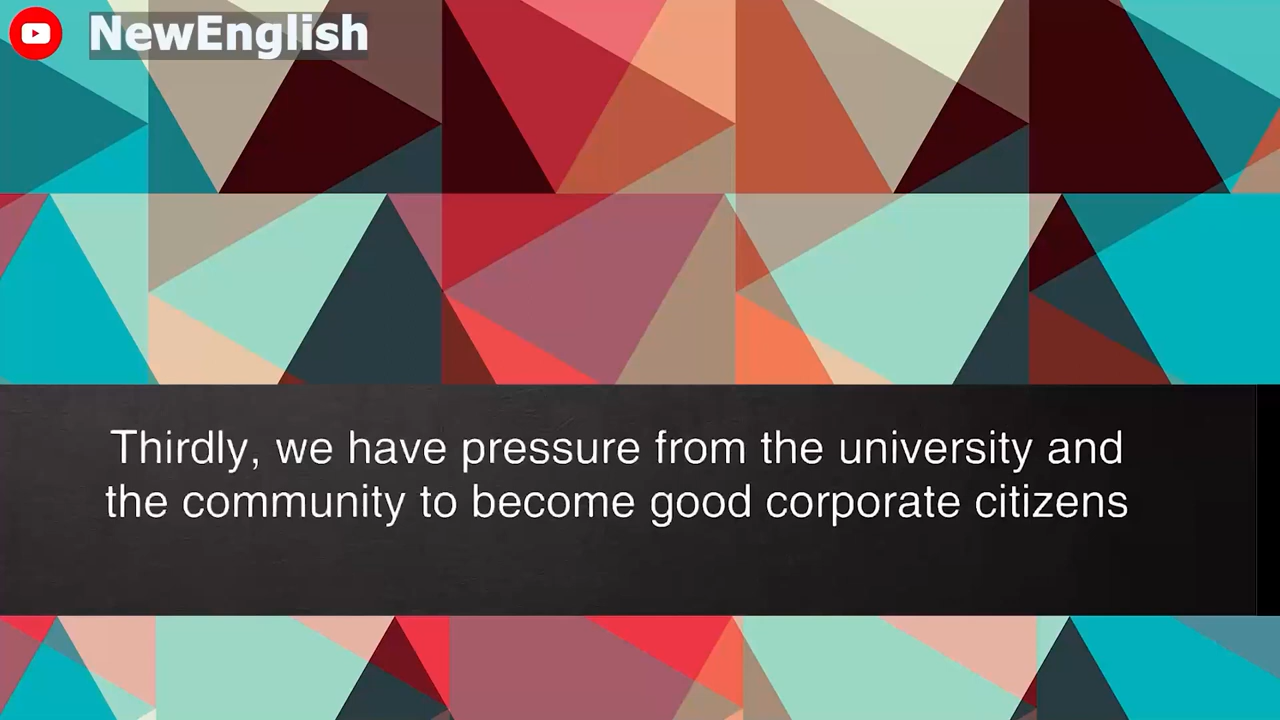 NewEnglish
Thirdly, we have pressure from the university and
the community to become good corporate citizens